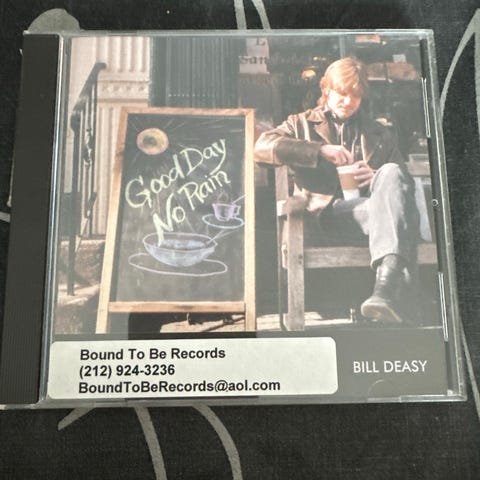 Good Day
No Rain
Bound To Be Records
(212) 924-3236
BoundToBeRecords@aol.com
BILL DEASY